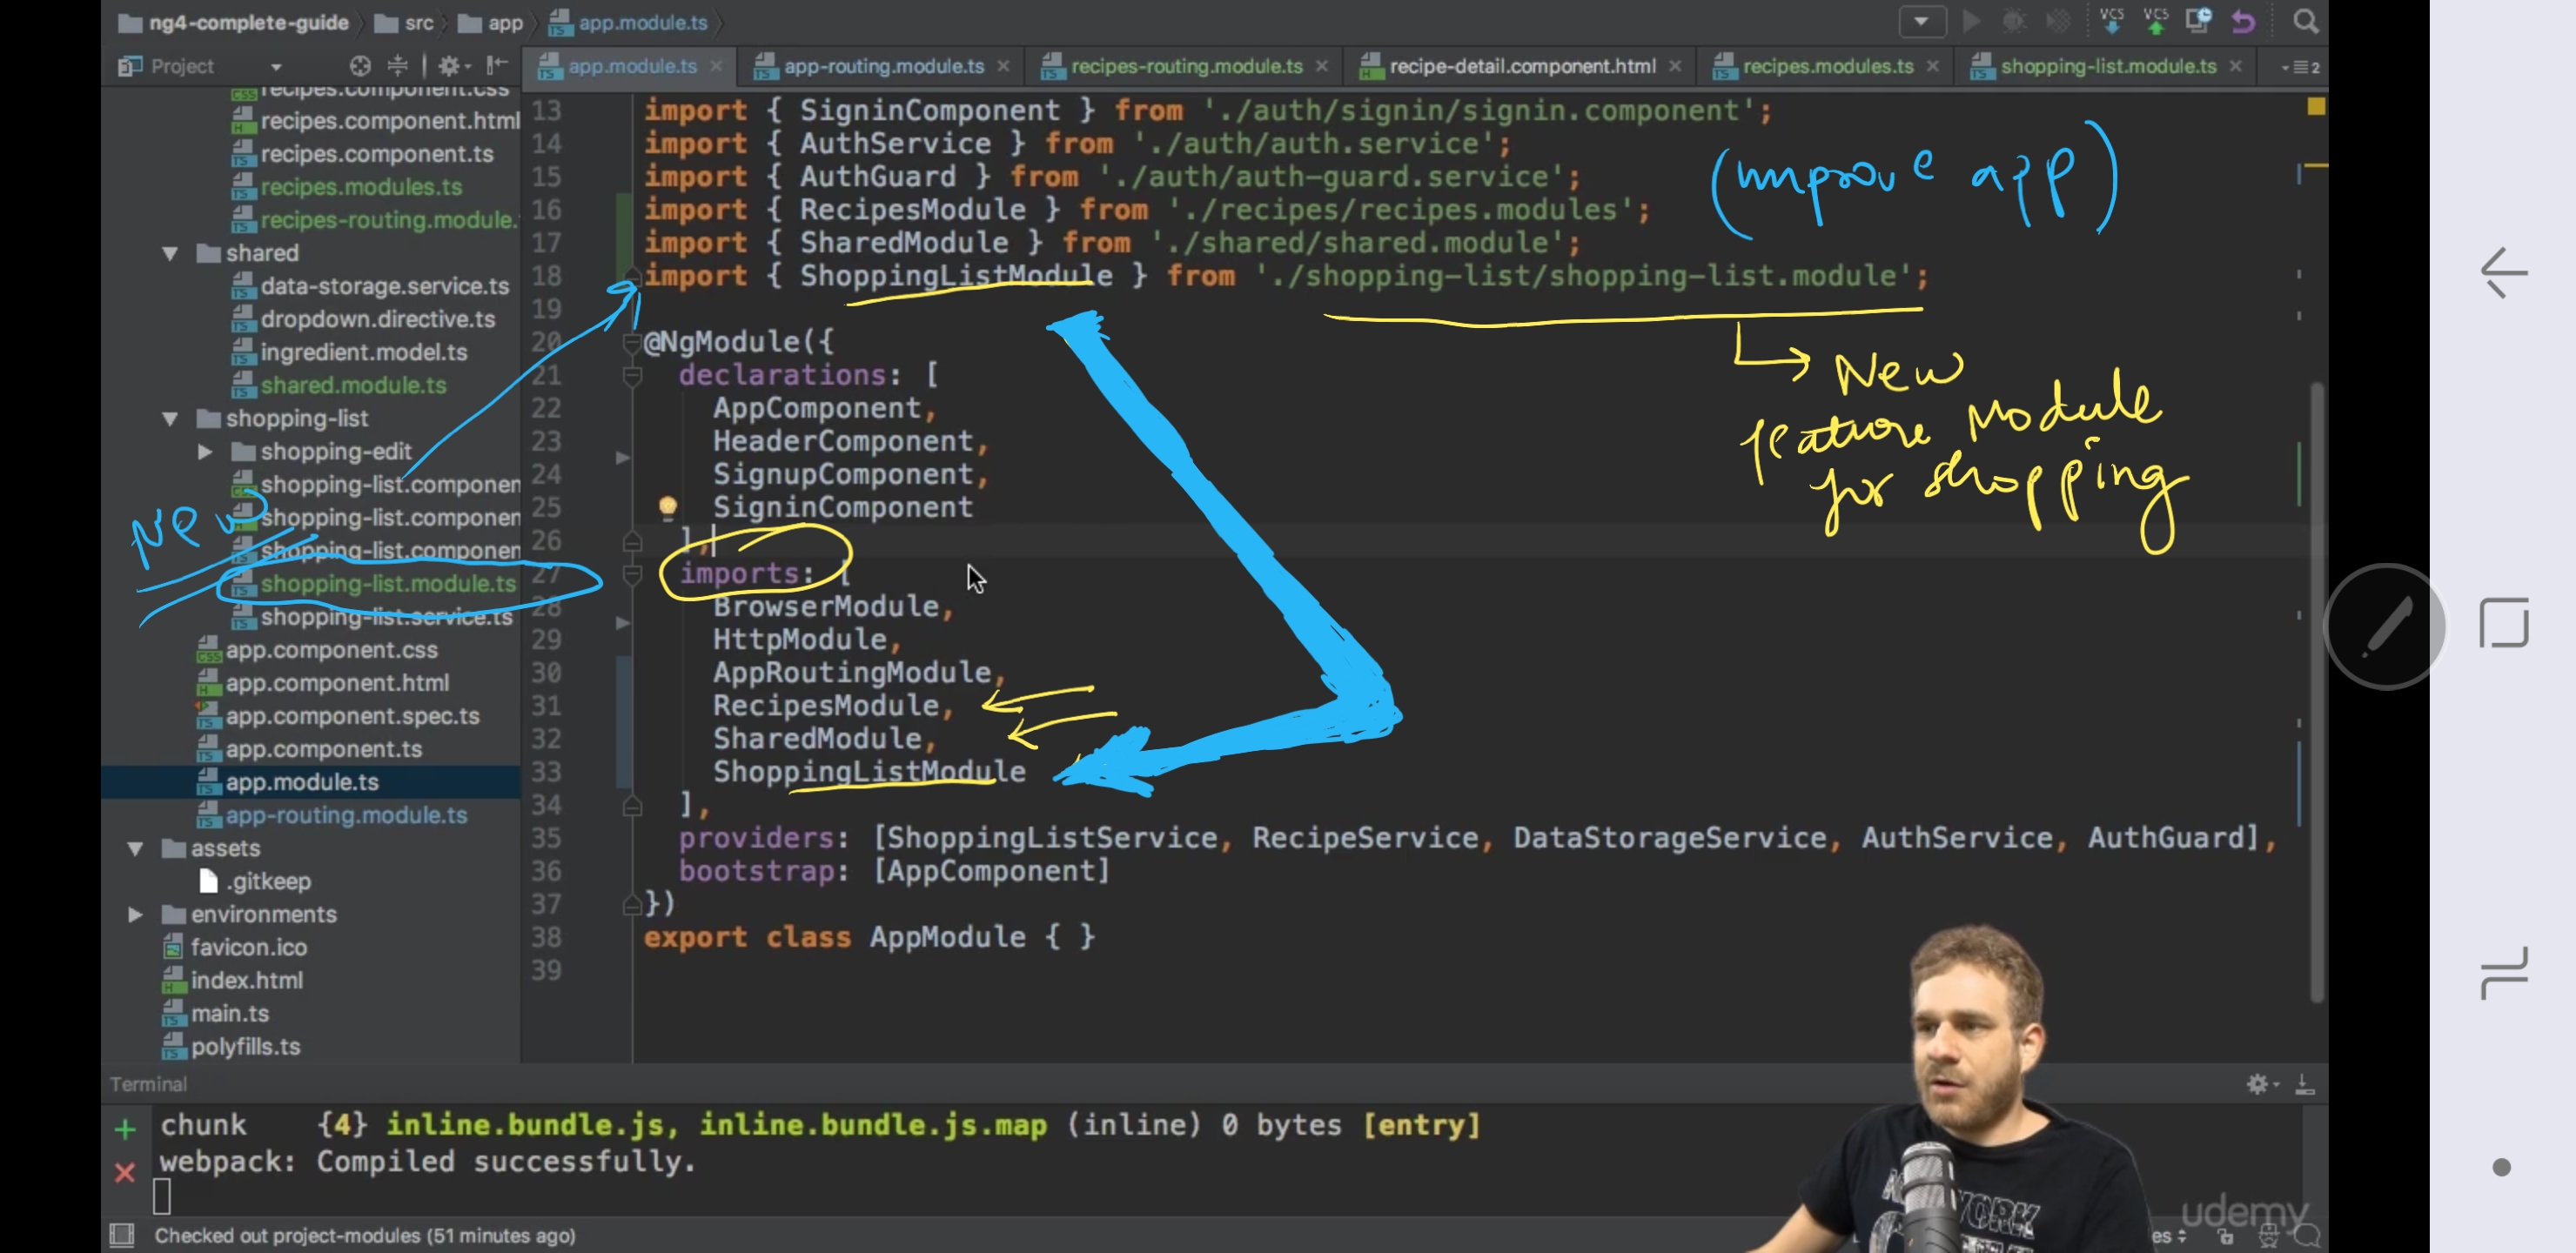 ng4-complete-guide src app app.module.ts
VCS VCS
Project
app.module.ts app-routing.module.ts recipes-routing.module.ts recipe-detail.component.html recipes.modules.ts shopping-list.module.ts 2
recipes.component.css
recipes.component.html
recipes.component.ts
recipes.modules.ts
recipes-routing.module.
shared
data-storage.service.ts
dropdown.directive.ts
ingredient.model.ts
shared.module.ts
shopping-list
shopping-edit
shopping-list.componen
shopping-list.componen
shopping-list.componen
shopping-list.module.ts
shopping-list.service.ts
app.component.css
app.component.html
app.component.spec.ts
app.component.ts
app.module.ts
app-routing.module.ts
assets
.gitkeep
environments
favicon.ico
index.html
main.ts
polyfills.ts
New
13 import { SigninComponent } from './auth/signin/signin.component';
14 import { AuthService } from './auth/auth.service';
15 import { AuthGuard } from './auth/auth-guard.service';
16 import { RecipesModule } from './recipes/recipes.modules';
17 import { SharedModule } from './shared/shared.module';
18 import { ShoppingListModule } from './shopping-list/shopping-list.module';
19
20 @NgModule({
21 declarations: [
22 AppComponent,
23 HeaderComponent,
24 SignupComponent,
25 SigninComponent
26 ],
27 imports: [
28 BrowserModule,
29 HttpModule,
30 AppRoutingModule,
31 RecipesModule,
32 SharedModule,
33 ShoppingListModule
34 ],
35 providers: [ShoppingListService, RecipeService, DataStorageService, AuthService, AuthGuard],
36 bootstrap: [AppComponent]
37 })
38 export class AppModule { }
39
(improve app)
New
feature Module
for shopping
Terminal
chunk {4} inline.bundle.js, inline.bundle.js.map (inline) 0 bytes [entry]
webpack: Compiled successfully.
Checked out project-modules (51 minutes ago)
udemy